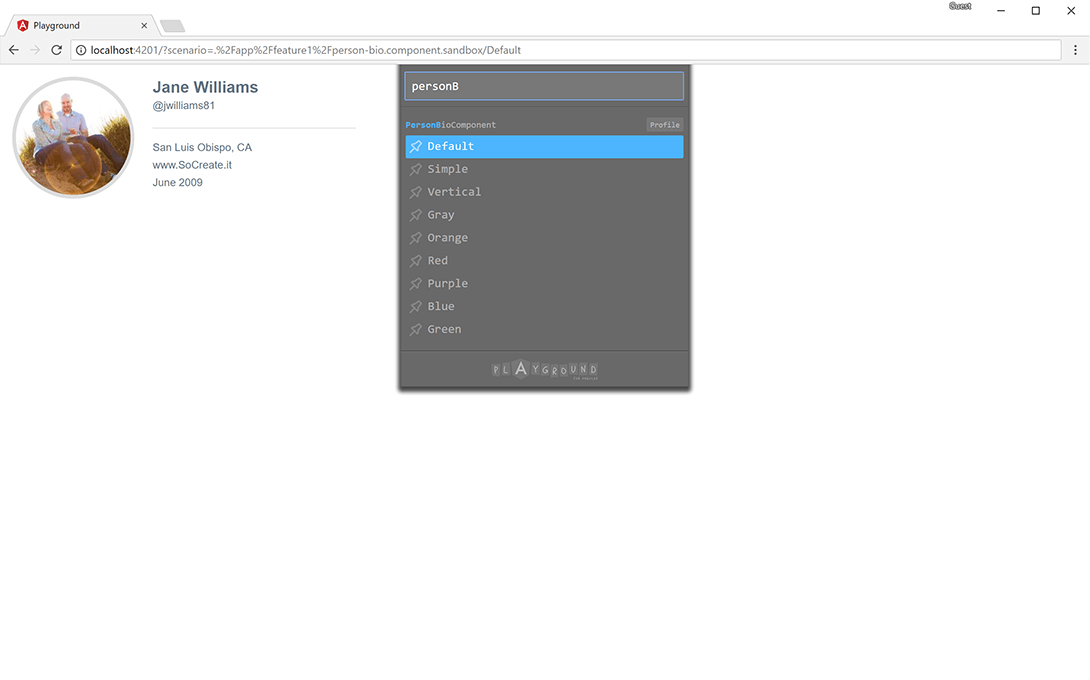 Guest
Playground
localhost:4201/?scenario=.%2Fapp%2Ffeature1%2Fperson-bio.component.sandbox/Default
Jane Williams
@jwilliams81
San Luis Obispo, CA
www.SoCreate.it
June 2009
personB
PersonBioComponent Profile
Default
Simple
Vertical
Gray
Orange
Red
Purple
Blue
Green
PLAYGROUND